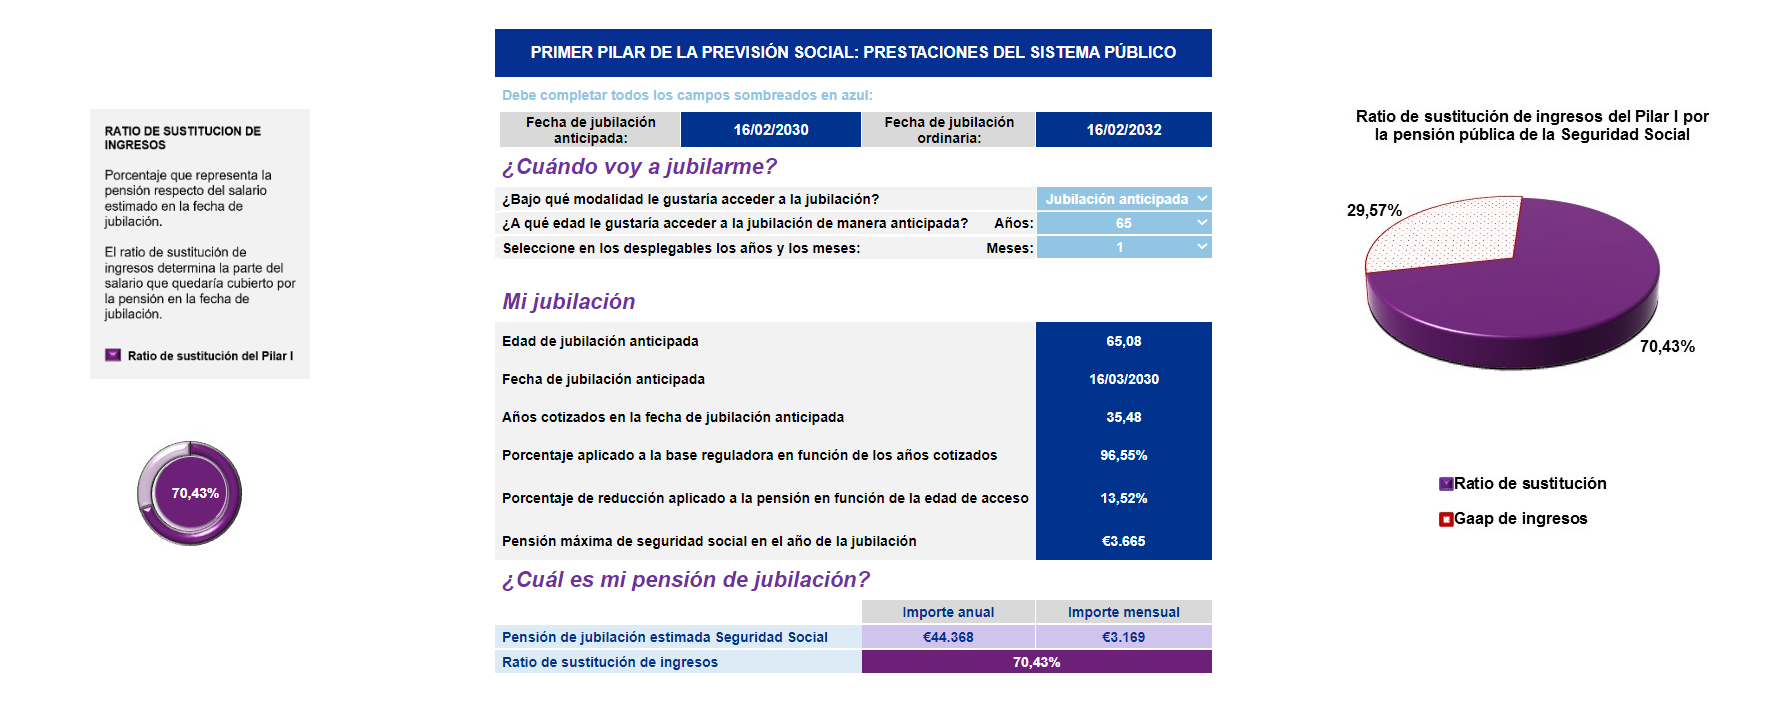 RATIO DE SUSTITUCION DE
INGRESOS
Porcentaje que representa la
pensión respecto del salario
estimado en la fecha de
jubilación.
El ratio de sustitución de
ingresos determina la parte del
salario que quedaría cubierto por
la pensión en la fecha de
jubilación.
Ratio de sustitución del Pilar I
70,43%
PRIMER PILAR DE LA PREVISIÓN SOCIAL: PRESTACIONES DEL SISTEMA PÚBLICO
Debe completar todos los campos sombreados en azul:
Fecha de jubilación
anticipada:
16/02/2030
Fecha de jubilación
ordinaria:
16/02/2032
¿Cuándo voy a jubilarme?
¿Bajo qué modalidad le gustaría acceder a la jubilación? Jubilación anticipada
¿A qué edad le gustaría acceder a la jubilación de manera anticipada? Años: 65
Seleccione en los desplegables los años y los meses: Meses: 1
Mi jubilación
Edad de jubilación anticipada 65,08
Fecha de jubilación anticipada 16/03/2030
Años cotizados en la fecha de jubilación anticipada 35,48
Porcentaje aplicado a la base reguladora en función de los años cotizados 96,55%
Porcentaje de reducción aplicado a la pensión en función de la edad de acceso 13,52%
Pensión máxima de seguridad social en el año de la jubilación €3.665
¿Cuál es mi pensión de jubilación?
Importe anual Importe mensual
Pensión de jubilación estimada Seguridad Social €44.368 €3.169
Ratio de sustitución de ingresos 70,43%
Ratio de sustitución de ingresos del Pilar I por
la pensión pública de la Seguridad Social
29,57%
70,43%
Ratio de sustitución
Gaap de ingresos